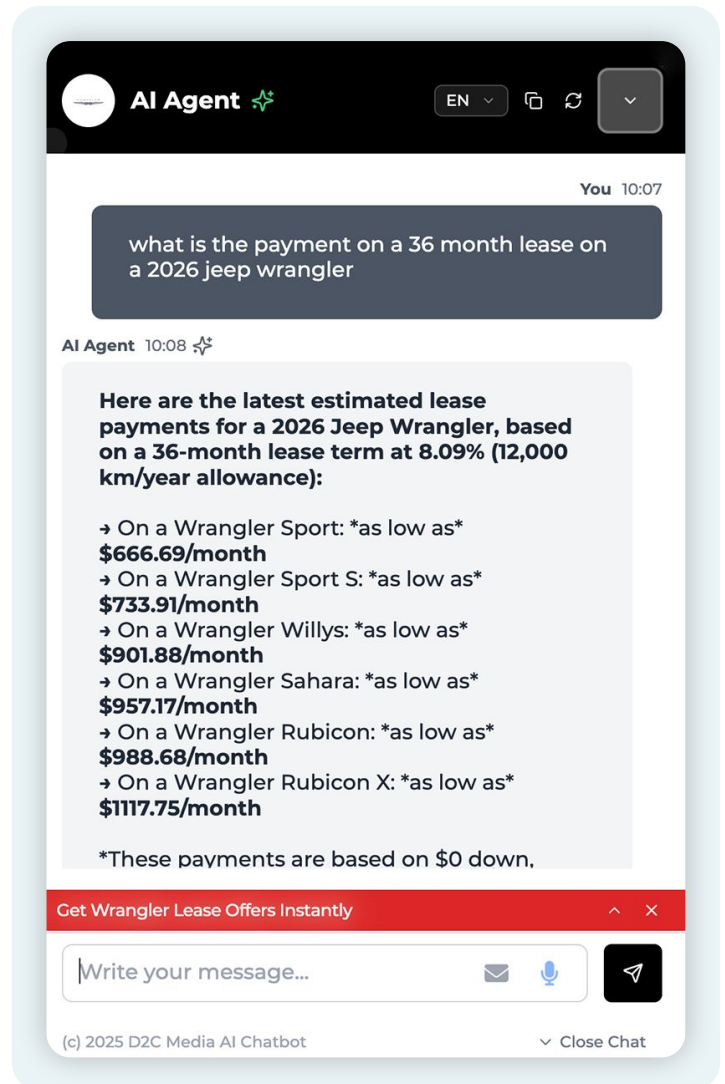 AI Agent
EN
You 10:07
what is the payment on a 36 month lease on
a 2026 jeep wrangler
AI Agent 10:08
Here are the latest estimated lease
payments for a 2026 Jeep Wrangler, based
on a 36-month lease term at 8.09% (12,000
km/year allowance):
→ On a Wrangler Sport: *as low as*
$666.69/month
→ On a Wrangler Sport S: *as low as*
$733.91/month
→ On a Wrangler Willys: *as low as*
$901.88/month
→ On a Wrangler Sahara: *as low as*
$957.17/month
→ On a Wrangler Rubicon: *as low as*
$988.68/month
→ On a Wrangler Rubicon X: *as low as*
$1117.75/month
*These payments are based on $0 down,
Get Wrangler Lease Offers Instantly
Write your message...
(c) 2025 D2C Media AI Chatbot
Close Chat